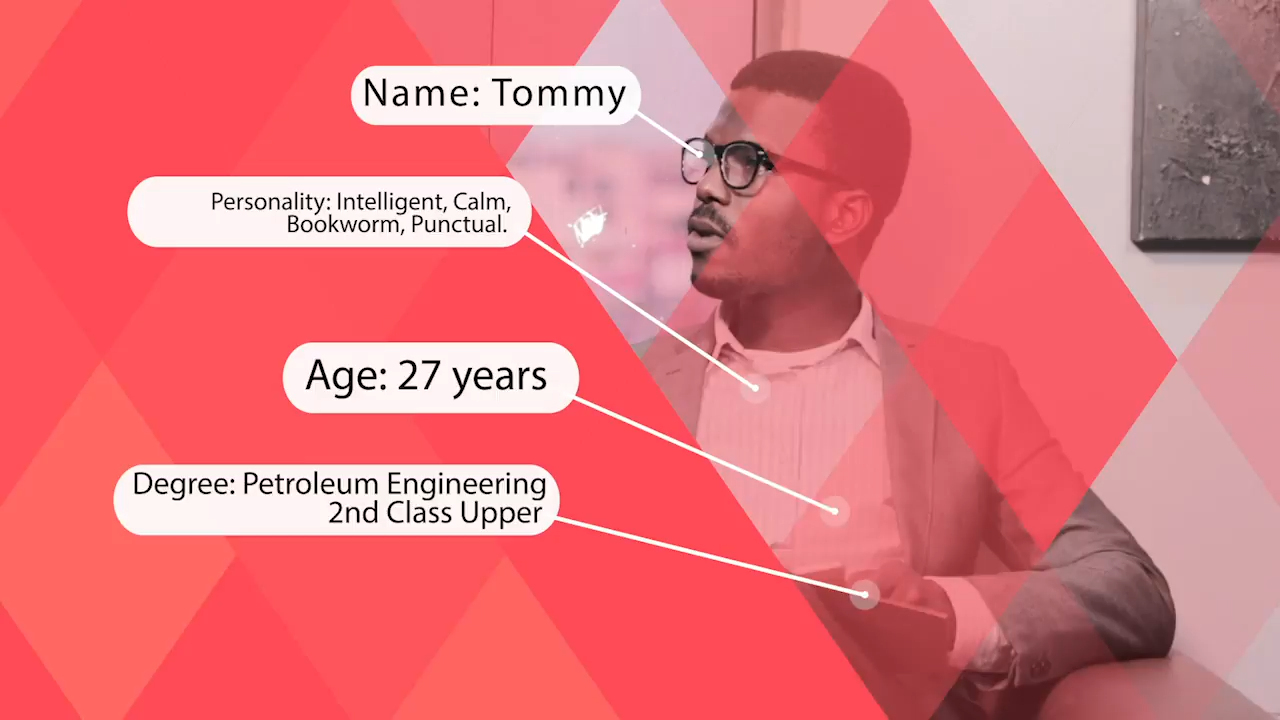 Name: Tommy
Personality: Intelligent, Calm,
Bookworm, Punctual.
Age: 27 years
Degree: Petroleum Engineering
2nd Class Upper